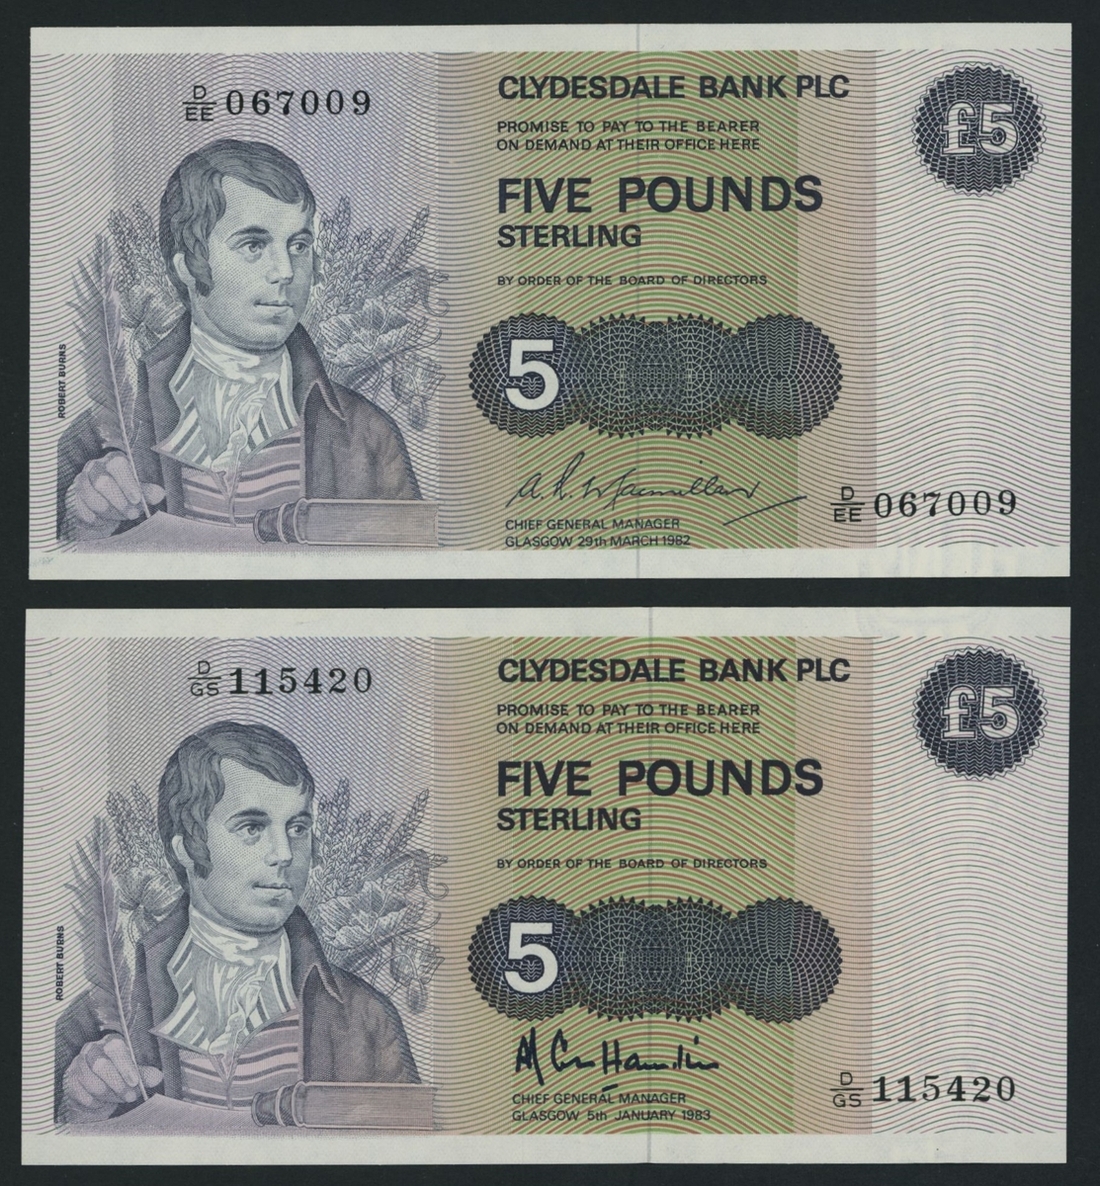 D/EE 067009
CLYDESDALE BANK PLC
£5
PROMISE TO PAY TO THE BEARER
ON DEMAND AT THEIR OFFICE HERE
FIVE POUNDS
STERLING
BY ORDER OF THE BOARD OF DIRECTORS
ROBERT BURNS
5
A. R. Macmillan
D/EE 067009
CHIEF GENERAL MANAGER
GLASGOW 29th MARCH 1982
D/GS 115420
CLYDESDALE BANK PLC
£5
PROMISE TO PAY TO THE BEARER
ON DEMAND AT THEIR OFFICE HERE
FIVE POUNDS
STERLING
BY ORDER OF THE BOARD OF DIRECTORS
ROBERT BURNS
5
D/GS 115420
CHIEF GENERAL MANAGER
GLASGOW 5th JANUARY 1983